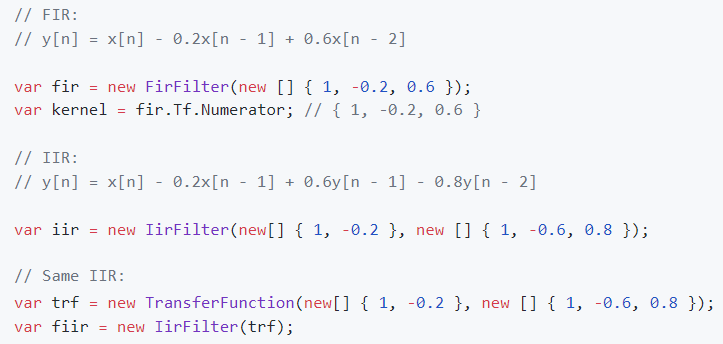 // FIR:
// y[n] = x[n] - 0.2x[n - 1] + 0.6x[n - 2]
var fir = new FirFilter(new [] { 1, -0.2, 0.6 });
var kernel = fir.Tf.Numerator; // { 1, -0.2, 0.6 }
// IIR:
// y[n] = x[n] - 0.2x[n - 1] + 0.6y[n - 1] - 0.8y[n - 2]
var iir = new IirFilter(new[] { 1, -0.2 }, new [] { 1, -0.6, 0.8 });
// Same IIR:
var trf = new TransferFunction(new[] { 1, -0.2 }, new [] { 1, -0.6, 0.8 });
var fiir = new IirFilter(trf);